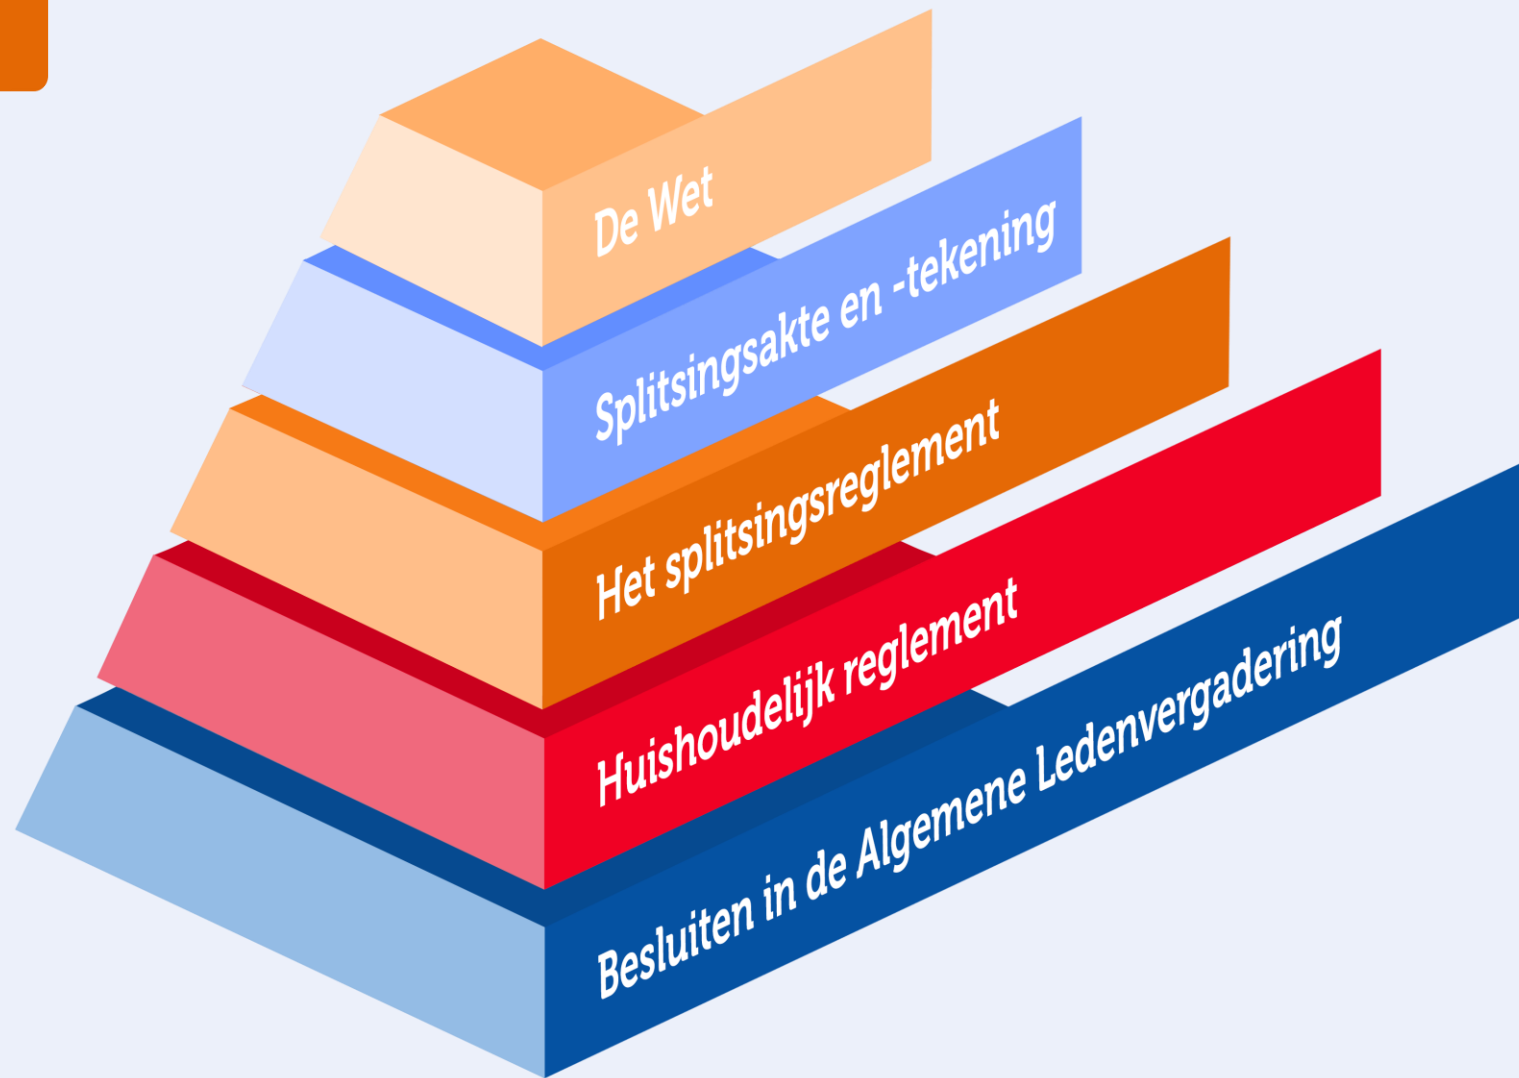 De Wet
Splitsingsakte en -tekening
Het splitsingsreglement
Huishoudelijk reglement
Besluiten in de Algemene Ledenvergadering